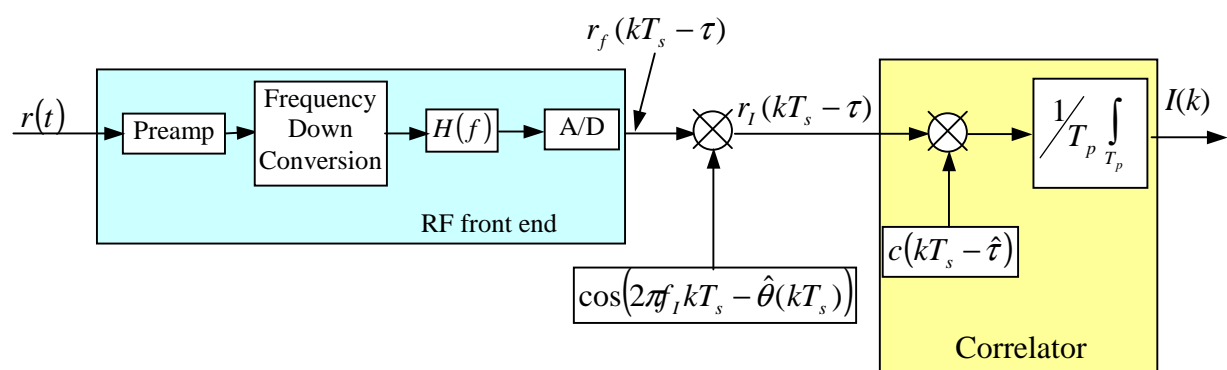 r_f (kT_s − τ)
r(t)
Preamp
Frequency
Down
Conversion
H(f)
A/D
RF front end
r_I (kT_s − τ)
cos(2πf_I kT_s − θ̂(kT_s))
c(kT_s − τ̂)
1/T_p ∫_{T_p}
I(k)
Correlator